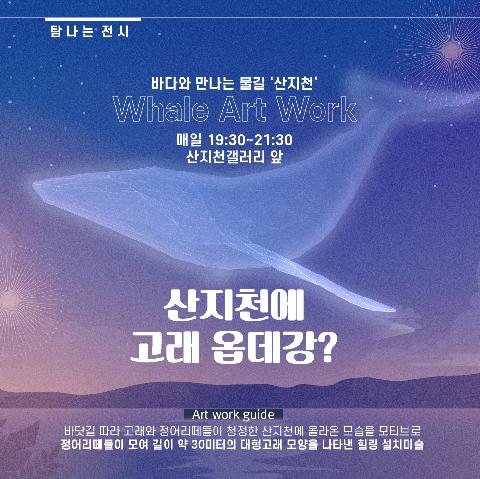 탐나는 전시
바다와 만나는 물길 '산지천'
Whale Art Work
매일 19:30~21:30
산지천갤러리 앞
산지천에
고래 옵데강?
Art work guide
바닷길 따라 고래와 정어리떼들이 청정한 산지천에 올라온 모습을 모티브로
정어리떼들이 모여 길이 약 30미터의 대형고래 모양을 나타낸 힐링 설치미술